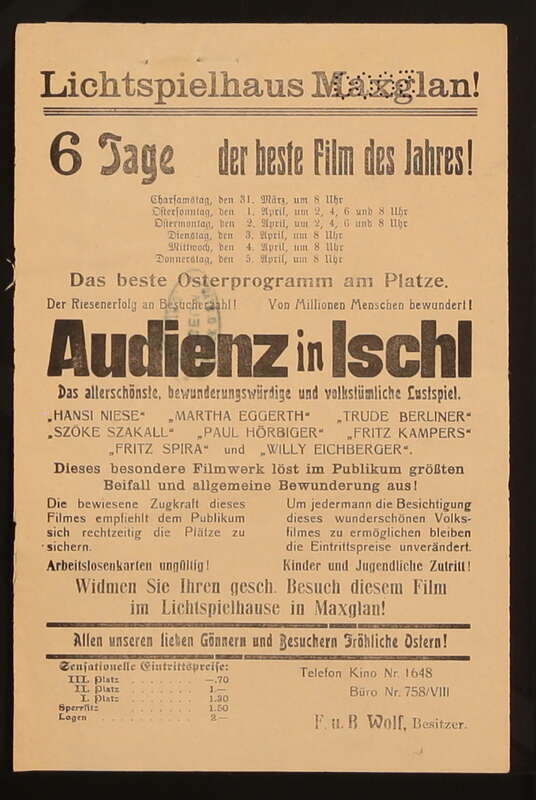 Lichtspielhaus Maxglan!
6 Tage der beste Film des Jahres!
Charsamstag, den 31. März, um 8 Uhr
Ostersonntag, den 1. April, um 2, 4, 6 und 8 Uhr
Ostermontag, den 2. April, um 2, 4, 6 und 8 Uhr
Dienstag, den 3. April, um 8 Uhr
Mittwoch, den 4. April, um 8 Uhr
Donnerstag, den 5. April, um 8 Uhr
Das beste Osterprogramm am Platze.
Der Riesenerfolg an Besucherzahl! Von Millionen Menschen bewundert!
Audienz in Ischl
Das allerschönste, bewunderungswürdige und volkstümliche Lustspiel.
„HANSI NIESE“ „MARTHA EGGERTH“ „TRUDE BERLINER“
„SZÖKE SZAKALL“ „PAUL HÖRBIGER“ „FRITZ KAMPERS“
„FRITZ SPIRA“ und „WILLY EICHBERGER“.
Dieses besondere Filmwerk löst im Publikum größten
Beifall und allgemeine Bewunderung aus!
Die bewiesene Zugkraft dieses
Filmes empfiehlt dem Publikum
sich rechtzeitig die Plätze zu
sichern.
Um jedermann die Besichtigung
dieses wunderschönen Volks-
filmes zu ermöglichen bleiben
die Eintrittspreise unverändert.
Arbeitslosenkarten ungültig! Kinder und Jugendliche Zutritt!
Widmen Sie Ihren gesch. Besuch diesem Film
im Lichtspielhause in Maxglan!
Allen unseren lieben Gönnern und Besuchern Fröhliche Ostern!
Sensationelle Eintrittspreise:
III. Platz . . . . . . . . —.70
II. Platz . . . . . . . . 1.—
I. Platz . . . . . . . . 1.30
Sperrsitz . . . . . . . . 1.50
Logen . . . . . . . . 2.—
Telefon Kino Nr. 1648
Büro Nr. 758/VIII
F. u. B Wolf, Besitzer.